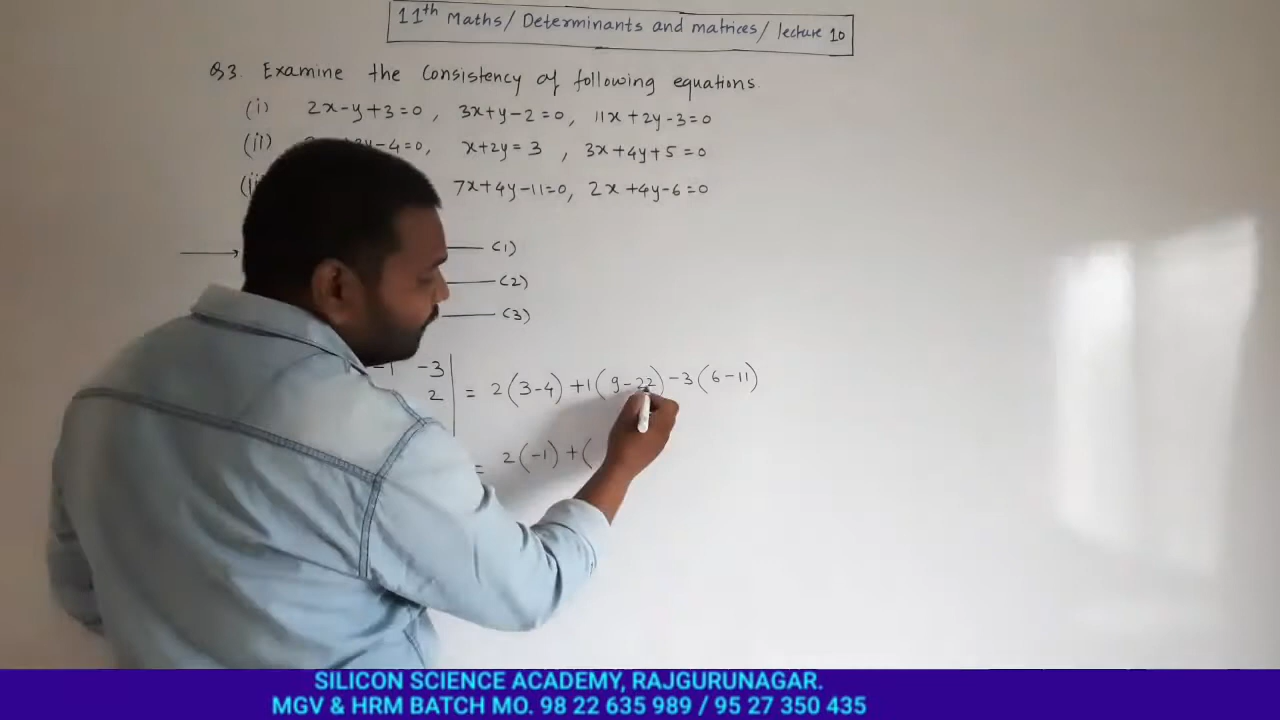 11th Maths/ Determinants and matrices/ lecture 10
Q3. Examine the Consistency of following equations.
(i) 2x-y+3=0, 3x+y-2=0, 11x+2y-3=0
(ii) y-4=0, x+2y=3, 3x+4y+5=0
7x+4y-11=0, 2x+4y-6=0
(1)
(2)
(3)
-1 -3
2 = 2(3-4)+1(9-22)-3(6-11)
= 2(-1)+(
SILICON SCIENCE ACADEMY, RAJGURUNAGAR.
MGV & HRM BATCH MO. 98 22 635 989 / 95 27 350 435